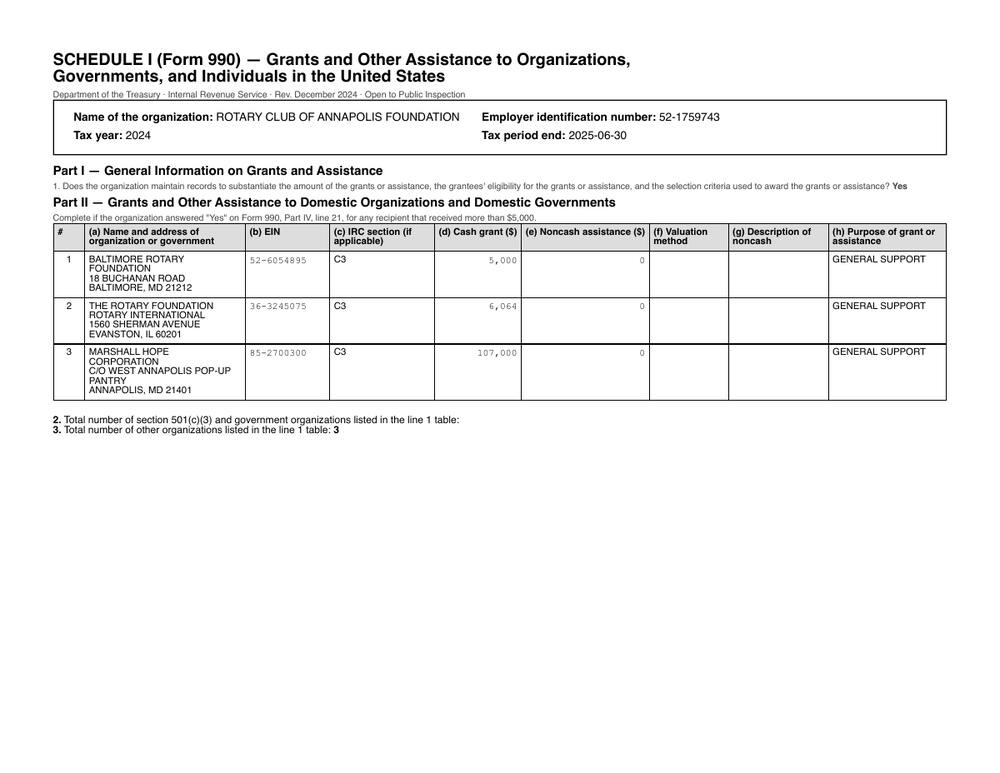 SCHEDULE I (Form 990) — Grants and Other Assistance to Organizations,
Governments, and Individuals in the United States
Department of the Treasury · Internal Revenue Service · Rev. December 2024 · Open to Public Inspection
Name of the organization: ROTARY CLUB OF ANNAPOLIS FOUNDATION Employer identification number: 52-1759743
Tax year: 2024 Tax period end: 2025-06-30
Part I — General Information on Grants and Assistance
1. Does the organization maintain records to substantiate the amount of the grants or assistance, the grantees' eligibility for the grants or assistance, and the selection criteria used to award the grants or assistance? Yes
Part II — Grants and Other Assistance to Domestic Organizations and Domestic Governments
Complete if the organization answered "Yes" on Form 990, Part IV, line 21, for any recipient that received more than $5,000.
# (a) Name and address of (b) EIN (c) IRC section (if (d) Cash grant ($) (e) Noncash assistance ($) (f) Valuation (g) Description of (h) Purpose of grant or
organization or government applicable) method noncash assistance
1 BALTIMORE ROTARY 52-6054895 C3 5,000 0 GENERAL SUPPORT
FOUNDATION
18 BUCHANAN ROAD
BALTIMORE, MD 21212
2 THE ROTARY FOUNDATION 36-3245075 C3 6,064 0 GENERAL SUPPORT
ROTARY INTERNATIONAL
1560 SHERMAN AVENUE
EVANSTON, IL 60201
3 MARSHALL HOPE 85-2700300 C3 107,000 0 GENERAL SUPPORT
CORPORATION
C/O WEST ANNAPOLIS POP-UP
PANTRY
ANNAPOLIS, MD 21401
2. Total number of section 501(c)(3) and government organizations listed in the line 1 table:
3. Total number of other organizations listed in the line 1 table: 3